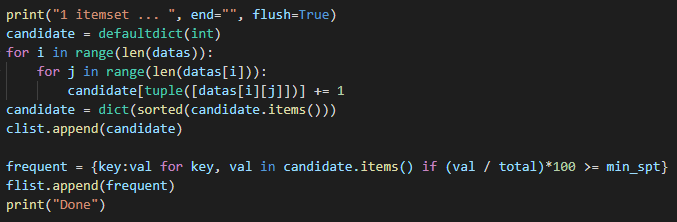 print("1 itemset ... ", end="", flush=True)
candidate = defaultdict(int)
for i in range(len(datas)):
    for j in range(len(datas[i])):
        candidate[tuple([datas[i][j]])] += 1
candidate = dict(sorted(candidate.items()))
clist.append(candidate)

frequent = {key:val for key, val in candidate.items() if (val / total)*100 >= min_spt}
flist.append(frequent)
print("Done")